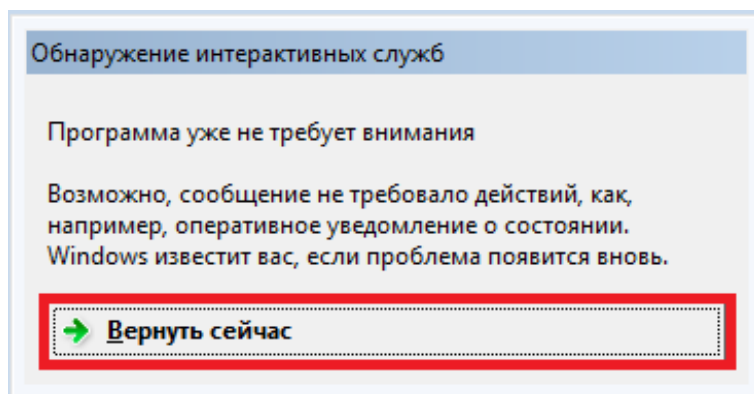 Обнаружение интерактивных служб
Программа уже не требует внимания
Возможно, сообщение не требовало действий, как,
например, оперативное уведомление о состоянии.
Windows известит вас, если проблема появится вновь.
Вернуть сейчас